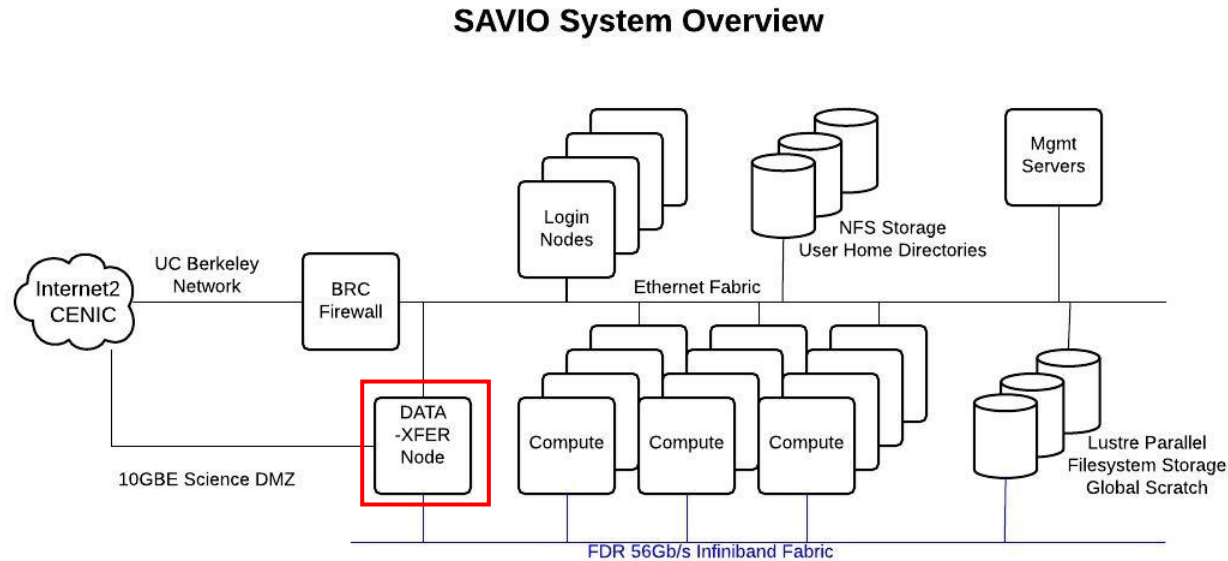 SAVIO System Overview
Mgmt
Servers
Login
Nodes
NFS Storage
User Home Directories
UC Berkeley
Network
Internet2
CENIC
BRC
Firewall
Ethernet Fabric
DATA
-XFER
Node
Compute
Compute
Compute
Lustre Parallel
Filesystem Storage
Global Scratch
10GBE Science DMZ
FDR 56Gb/s Infiniband Fabric